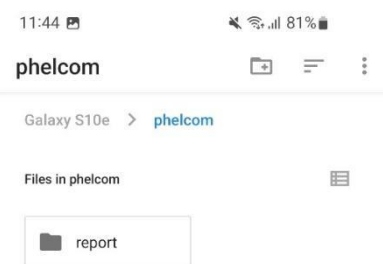 11:44 81%
phelcom
Galaxy S10e > phelcom
Files in phelcom
report